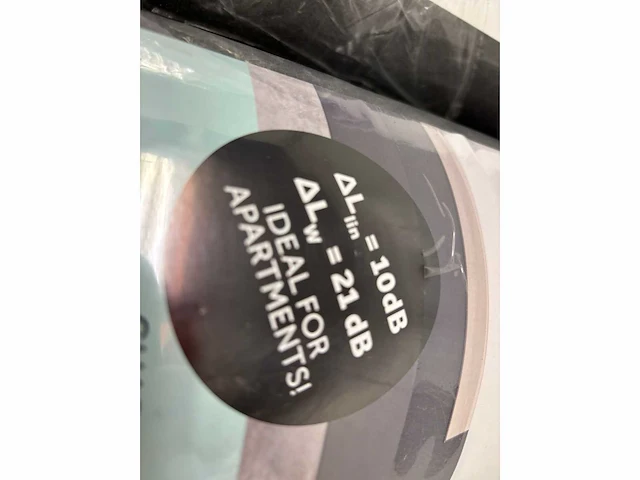 ΔLlin = 10dB
ΔLw = 21 dB
IDEAL FOR
APARTMENTS!